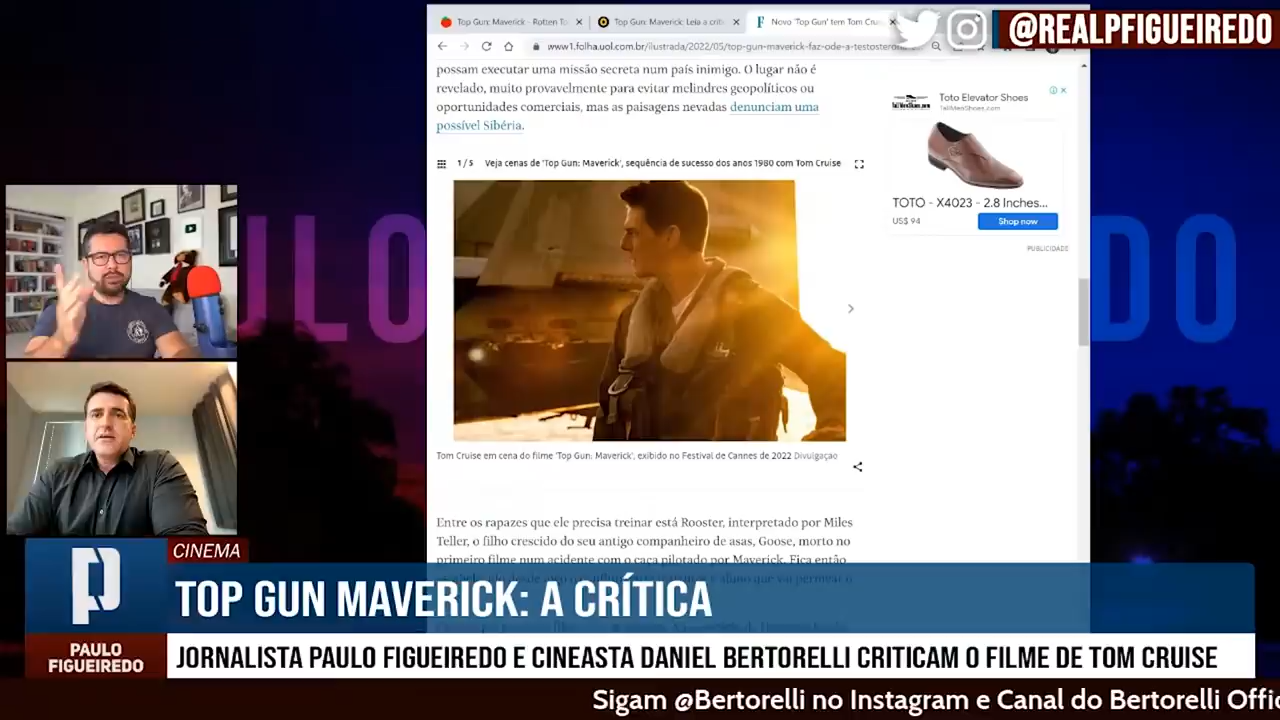 Top Gun: Maverick - Rotten To
Top Gun: Maverick: Leia a críti
Novo 'Top Gun' tem Tom Crui
@REALPFIGUEIREDO
www1.folha.uol.com.br/ilustrada/2022/05/top-gun-maverick-faz-ode-a-testosterona-
possam executar uma missão secreta num país inimigo. O lugar não é
revelado, muito provavelmente para evitar melindres geopolíticos ou
oportunidades comerciais, mas as paisagens nevadas denunciam uma
possível Sibéria.
Toto Elevator Shoes
TallMenShoes.com
TOTO - X4023 - 2.8 Inches...
US$ 94
Shop now
PUBLICIDADE
1 / 5 Veja cenas de 'Top Gun: Maverick', sequência de sucesso dos anos 1980 com Tom Cruise
Tom Cruise em cena do filme 'Top Gun: Maverick', exibido no Festival de Cannes de 2022 Divulgação
Entre os rapazes que ele precisa treinar está Rooster, interpretado por Miles
Teller, o filho crescido do seu antigo companheiro de asas, Goose, morto no
primeiro filme num acidente com o caça pilotado por Maverick. Fica então
ULO
DO
CINEMA
TOP GUN MAVERICK: A CRÍTICA
PAULO
FIGUEIREDO
JORNALISTA PAULO FIGUEIREDO E CINEASTA DANIEL BERTORELLI CRITICAM O FILME DE TOM CRUISE
Sigam @Bertorelli no Instagram e Canal do Bertorelli Offic